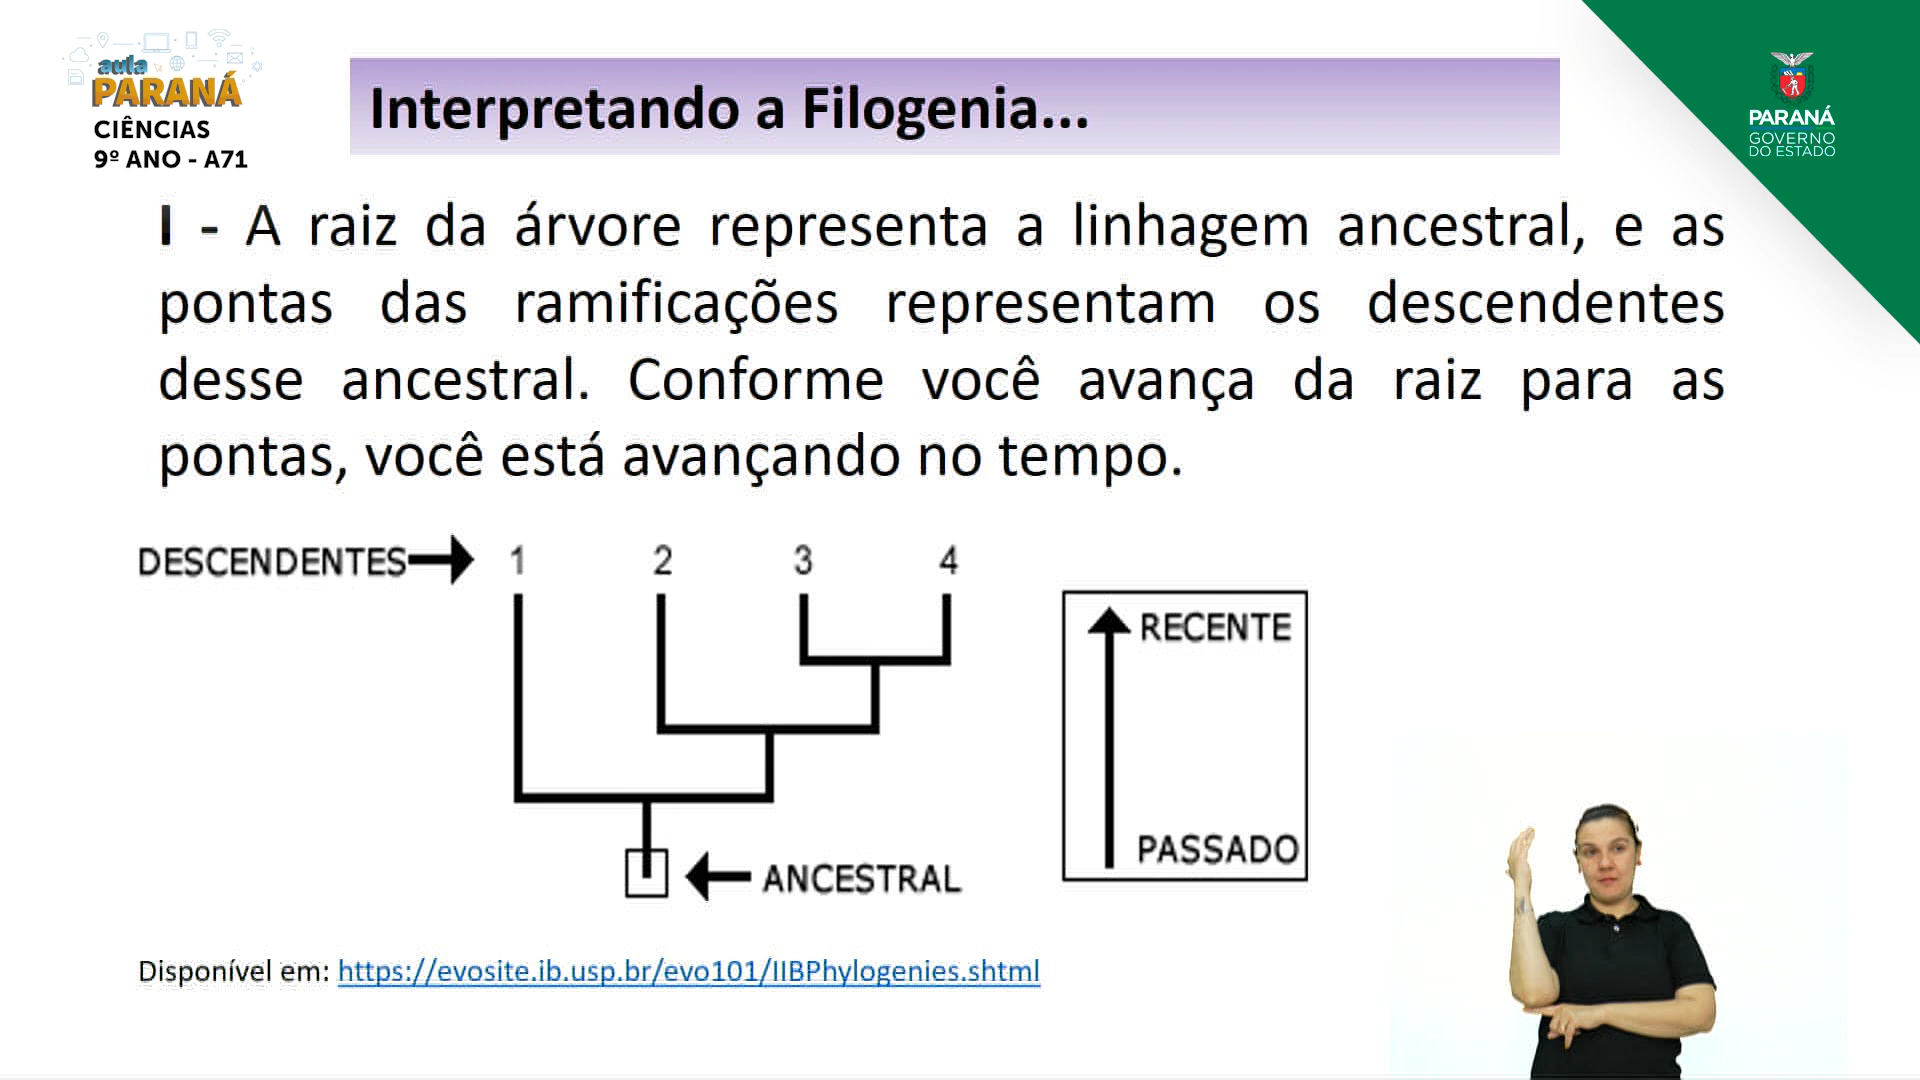 aula
PARANÁ
CIÊNCIAS
9º ANO - A71
Interpretando a Filogenia...
PARANÁ
GOVERNO
DO ESTADO
I - A raiz da árvore representa a linhagem ancestral, e as
pontas das ramificações representam os descendentes
desse ancestral. Conforme você avança da raiz para as
pontas, você está avançando no tempo.
DESCENDENTES 1 2 3 4
RECENTE
PASSADO
ANCESTRAL
Disponível em: https://evosite.ib.usp.br/evo101/IIBPhylogenies.shtml